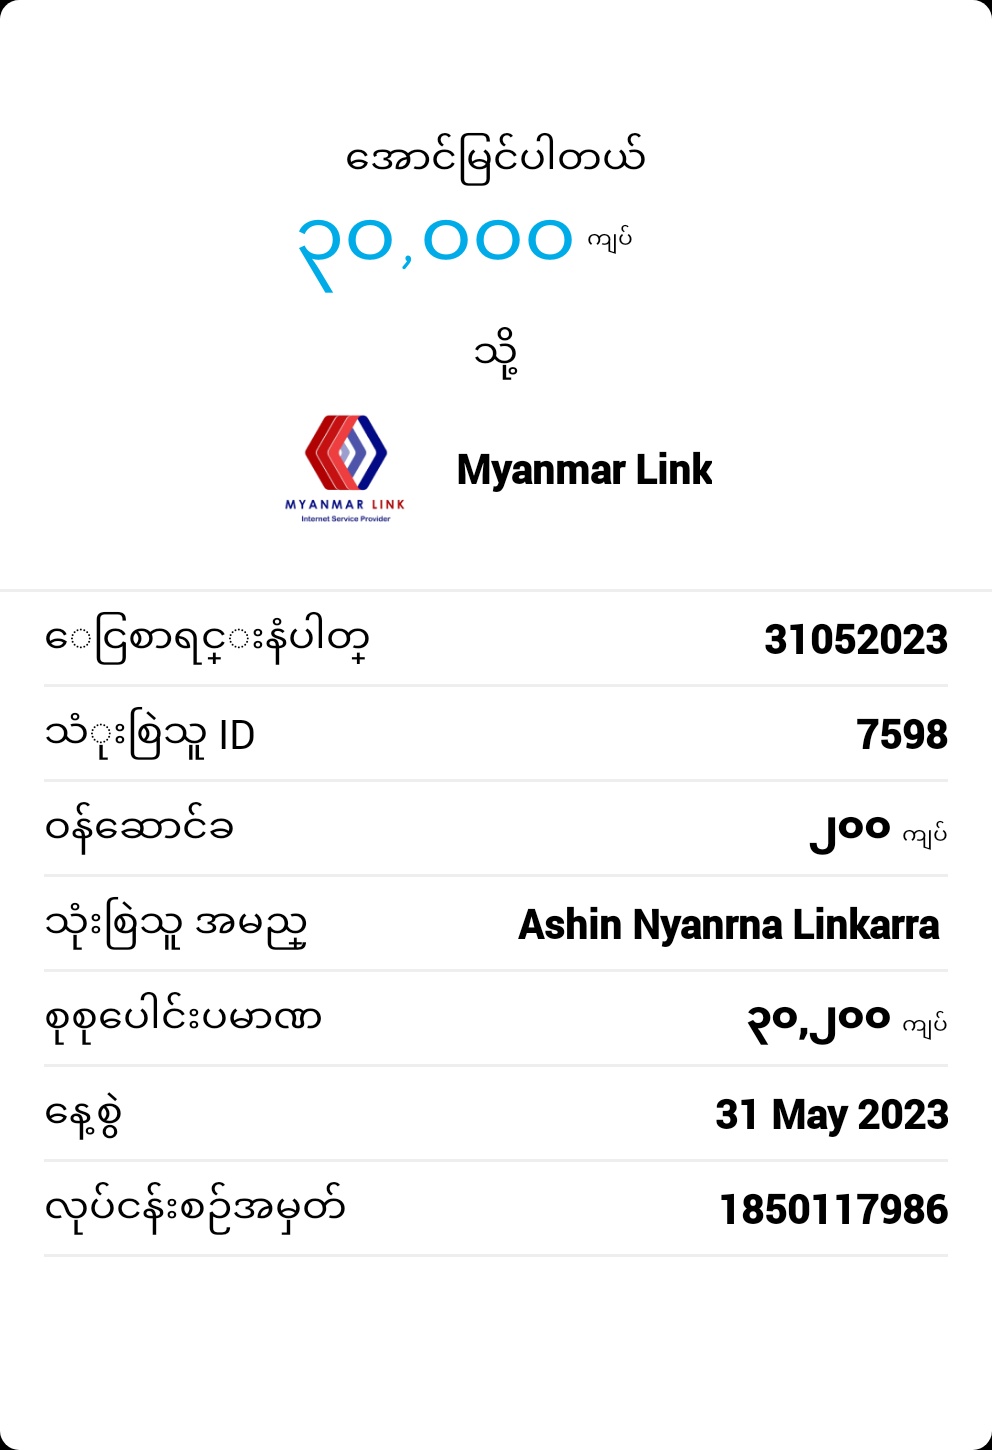 အောင်မြင်ပါတယ်
၃၀,၀၀၀ ကျပ်
သို့
MYANMAR LINK
Internet Service Provider
Myanmar Link
ေငြစာရင္းနံပါတ္ 31052023
သံုးစြဲသူ ID 7598
ဝန်ဆောင်ခ ၂၀၀ ကျပ်
သုံးစြဲသူ အမည္ Ashin Nyanrna Linkarra
စုစုပေါင်းပမာဏ ၃၀,၂၀၀ ကျပ်
နေ့စွဲ 31 May 2023
လုပ်ငန်းစဉ်အမှတ် 1850117986